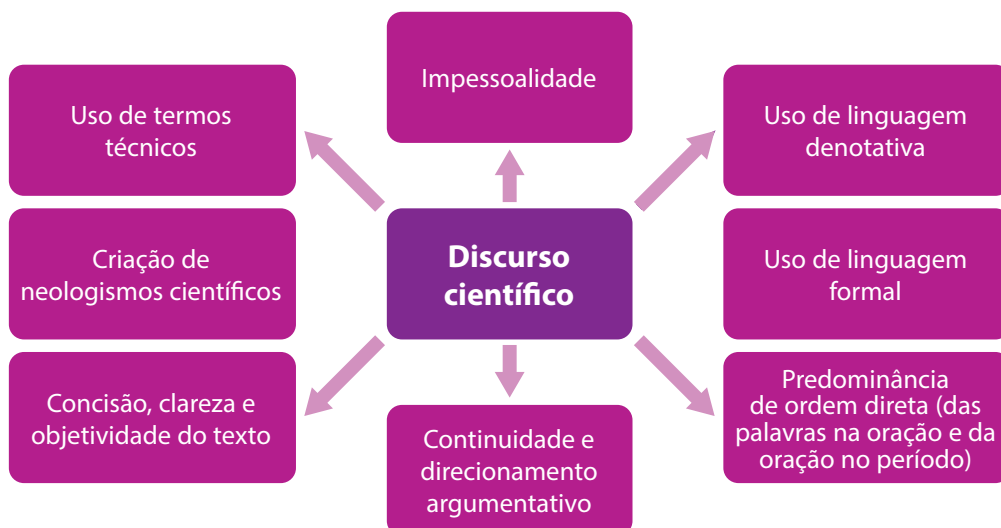 Impessoalidade
Uso de termos
técnicos
Uso de linguagem
denotativa
Criação de
neologismos científicos
Discurso
científico
Uso de linguagem
formal
Concisão, clareza e
objetividade do texto
Continuidade e
direcionamento
argumentativo
Predominância
de ordem direta (das
palavras na oração e da
oração no período)